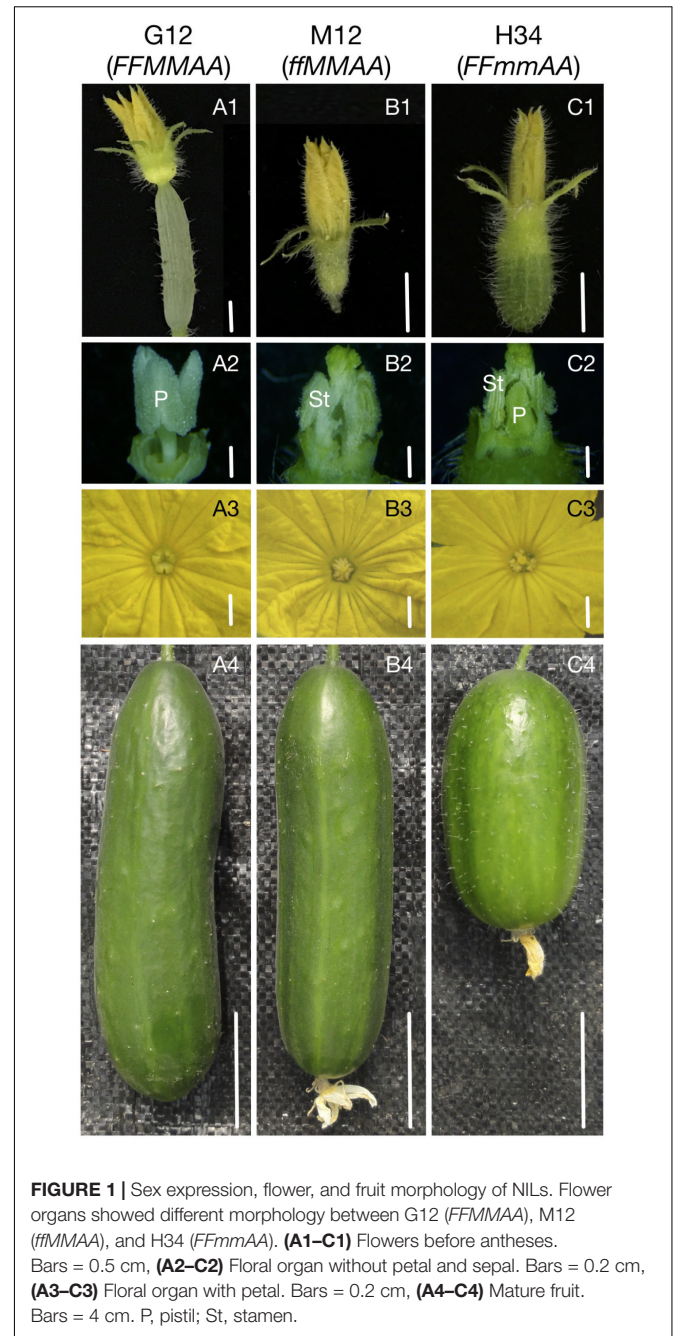 G12 M12 H34
(FFMMAA) (ffMMAA) (FFmmAA)
A1 B1 C1
A2 B2 C2
P St St P
A3 B3 C3
A4 B4 C4
FIGURE 1 | Sex expression, flower, and fruit morphology of NILs. Flower
organs showed different morphology between G12 (FFMMAA), M12
(ffMMAA), and H34 (FFmmAA). (A1–C1) Flowers before antheses.
Bars = 0.5 cm, (A2–C2) Floral organ without petal and sepal. Bars = 0.2 cm,
(A3–C3) Floral organ with petal. Bars = 0.2 cm, (A4–C4) Mature fruit.
Bars = 4 cm. P, pistil; St, stamen.